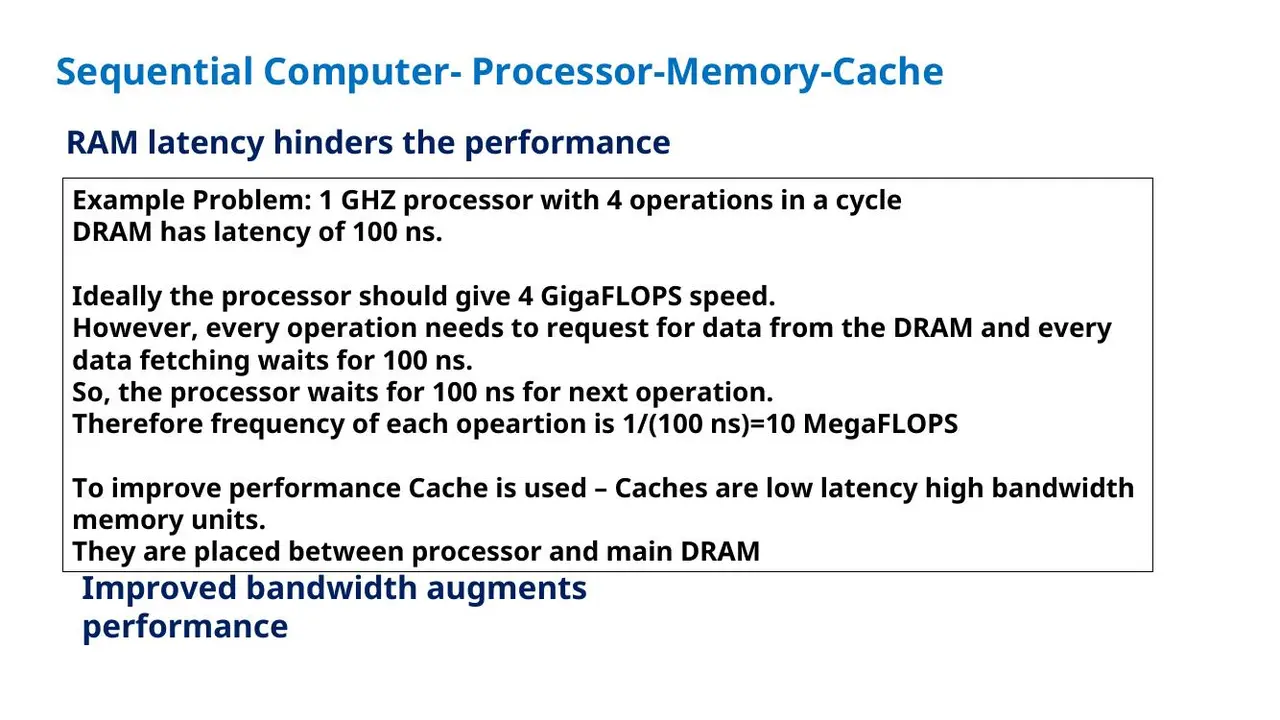 Sequential Computer- Processor-Memory-Cache
RAM latency hinders the performance
Example Problem: 1 GHZ processor with 4 operations in a cycle
DRAM has latency of 100 ns.
Ideally the processor should give 4 GigaFLOPS speed.
However, every operation needs to request for data from the DRAM and every
data fetching waits for 100 ns.
So, the processor waits for 100 ns for next operation.
Therefore frequency of each opeartion is 1/(100 ns)=10 MegaFLOPS
To improve performance Cache is used – Caches are low latency high bandwidth
memory units.
They are placed between processor and main DRAM
Improved bandwidth augments
performance